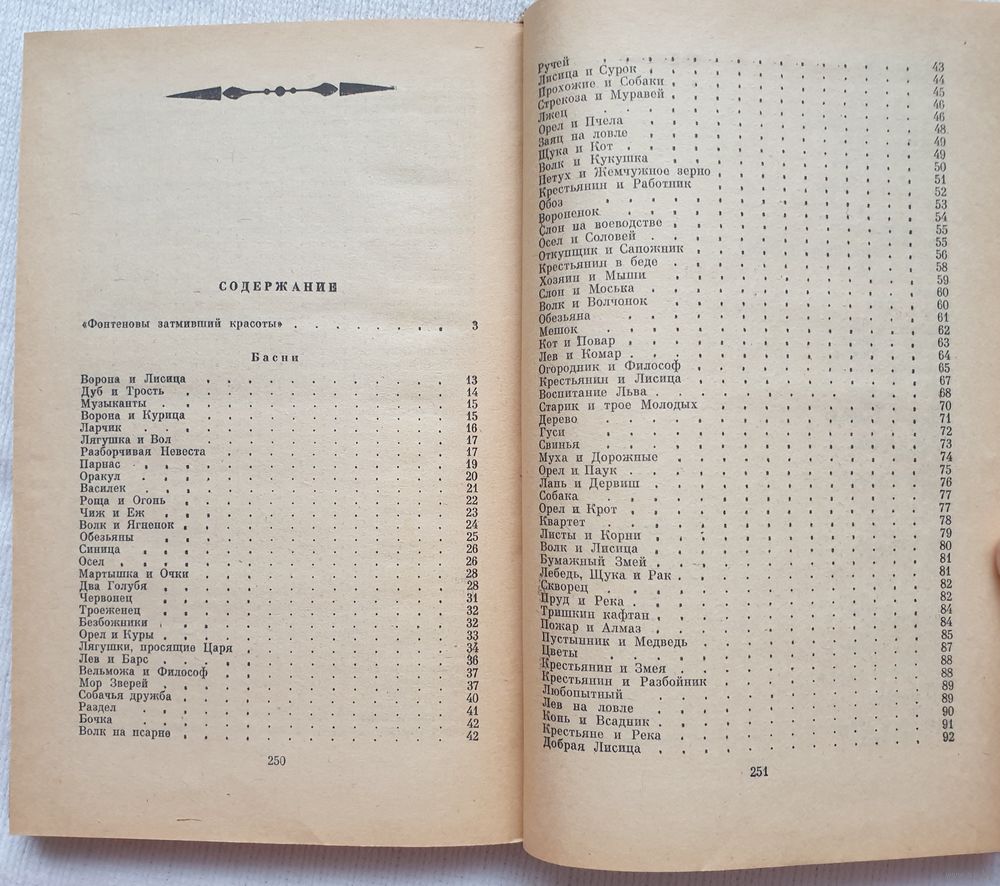 СОДЕРЖАНИЕ
«Фонтеновы затмивший красоты» 3
Басни
Ворона и Лисица 13
Дуб и Трость 14
Музыканты 15
Ворона и Курица 15
Ларчик 16
Лягушка и Вол 17
Разборчивая Невеста 17
Парнас 19
Оракул 20
Василек 21
Роща и Огонь 22
Чиж и Еж 23
Волк и Ягненок 24
Обезьяны 25
Синица 26
Осел 26
Мартышка и Очки 28
Два Голубя 28
Червонец 31
Троеженец 32
Безбожники 32
Орел и Куры 33
Лягушки, просящие Царя 34
Лев и Барс 36
Вельможа и Философ 37
Мор Зверей 37
Собачья дружба 40
Раздел 41
Бочка 42
Волк на псарне 42
250
Ручей 43
Лисица и Сурок 44
Прохожие и Собаки 45
Стрекоза и Муравей 46
Лжец 46
Орел и Пчела 48
Заяц на ловле 49
Щука и Кот 49
Волк и Кукушка 50
Петух и Жемчужное зерно 51
Крестьянин и Работник 52
Обоз 53
Вороненок 54
Слон на воеводстве 55
Осел и Соловей 55
Откупщик и Сапожник 56
Крестьянин в беде 58
Хозяин и Мыши 59
Слон и Моська 60
Волк и Волчонок 60
Обезьяна 61
Мешок 62
Кот и Повар 63
Лев и Комар 64
Огородник и Философ 65
Крестьянин и Лисица 67
Воспитание Льва 68
Старик и трое Молодых 70
Дерево 71
Гуси 72
Свинья 73
Муха и Дорожные 74
Орел и Паук 75
Лань и Дервиш 76
Собака 77
Орел и Крот 77
Квартет 78
Листы и Корни 79
Волк и Лисица 80
Бумажный Змей 81
Лебедь, Щука и Рак 81
Скворец 82
Пруд и Река 82
Тришкин кафтан 84
Пожар и Алмаз 84
Пустынник и Медведь 85
Цветы 87
Крестьянин и Змея 88
Крестьянин и Разбойник 88
Любопытный 89
Лев на ловле 89
Конь и Всадник 90
Крестьяне и Река 91
Добрая Лисица 92
251